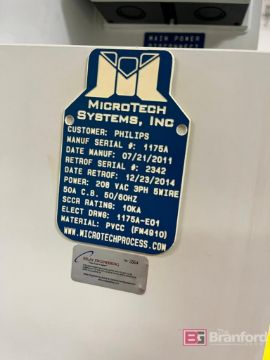 MAIN POWER
DISCONNECT
MICROTECH
SYSTEMS, INC
CUSTOMER: PHILIPS
MANUF SERIAL #: 1175A
DATE MANUF: 07/21/2011
RETROF SERIAL #: 2342
DATE RETROF: 12/23/2014
POWER: 208 VAC 3PH 5WIRE
50A C.B. 50/60HZ
SCCR RATING: 10KA
ELECT DRWG: 1175A-E01
MATERIAL: PVCC (FM4910)
WWW.MICROTECHPROCESS.COM
The Branford